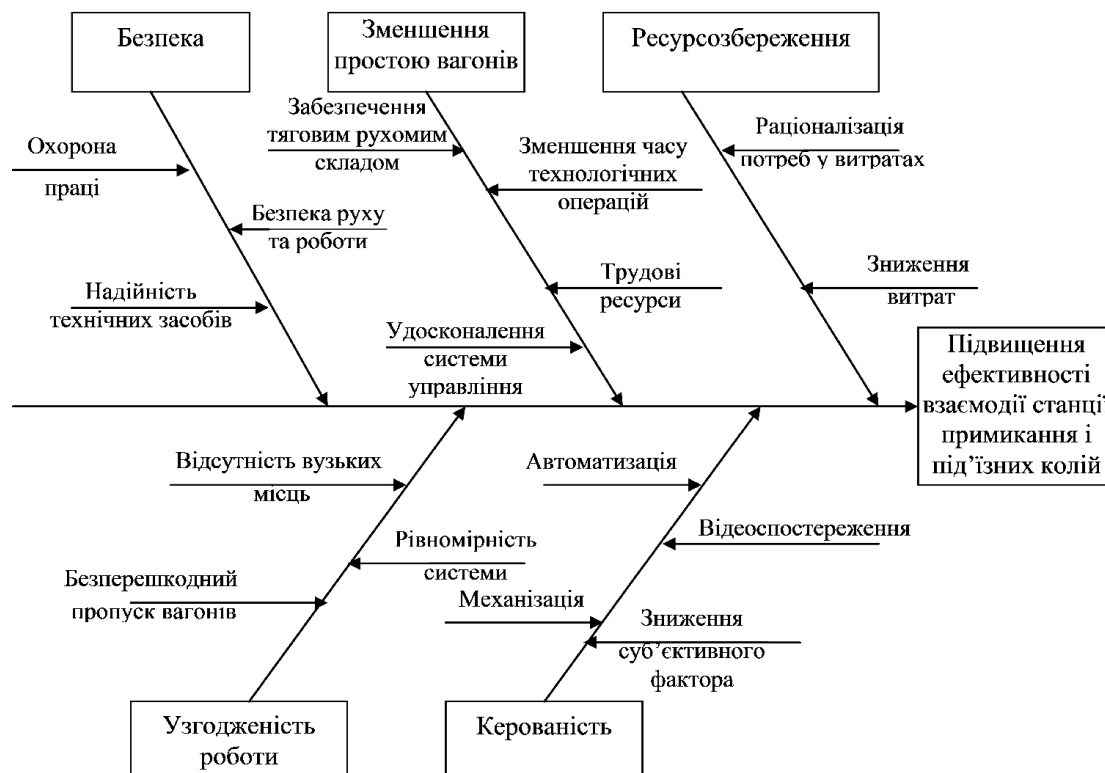 Безпека
Зменшення
простою вагонів
Ресурсозбереження
Забезпечення
тяговим рухомим
складом
Охорона
праці
Зменшення часу
технологічних
операцій
Раціоналізація
потреб у витратах
Безпека руху
та роботи
Надійність
технічних засобів
Трудові
ресурси
Зниження
витрат
Удосконалення
системи
управління
Підвищення
ефективності
взаємодії станції
примикання і
під’їзних колій
Відсутність вузьких
місць
Автоматизація
Рівномірність
системи
Відеоспостереження
Безперешкодний
пропуск вагонів
Механізація
Зниження
суб’єктивного
фактора
Узгодженість
роботи
Керованість